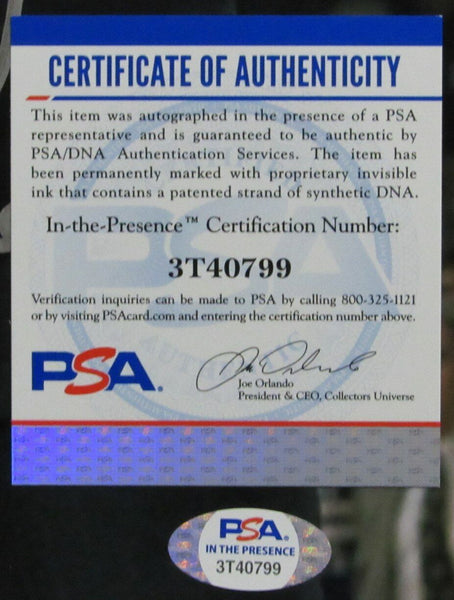 CERTIFICATE OF AUTHENTICITY
This item was autographed in the presence of a PSA
representative and is guaranteed to be authentic by
PSA/DNA Authentication Services. The item has
been permanently marked with proprietary invisible
ink that contains a patented strand of synthetic DNA.
In-the-Presence™ Certification Number:
3T40799
Verification inquiries can be made to PSA by calling 800-325-1121
or by visiting PSAcard.com and entering the certification number above.
PSA.
Joe Orlando
President & CEO, Collectors Universe
PSA.
IN THE PRESENCE
3T40799